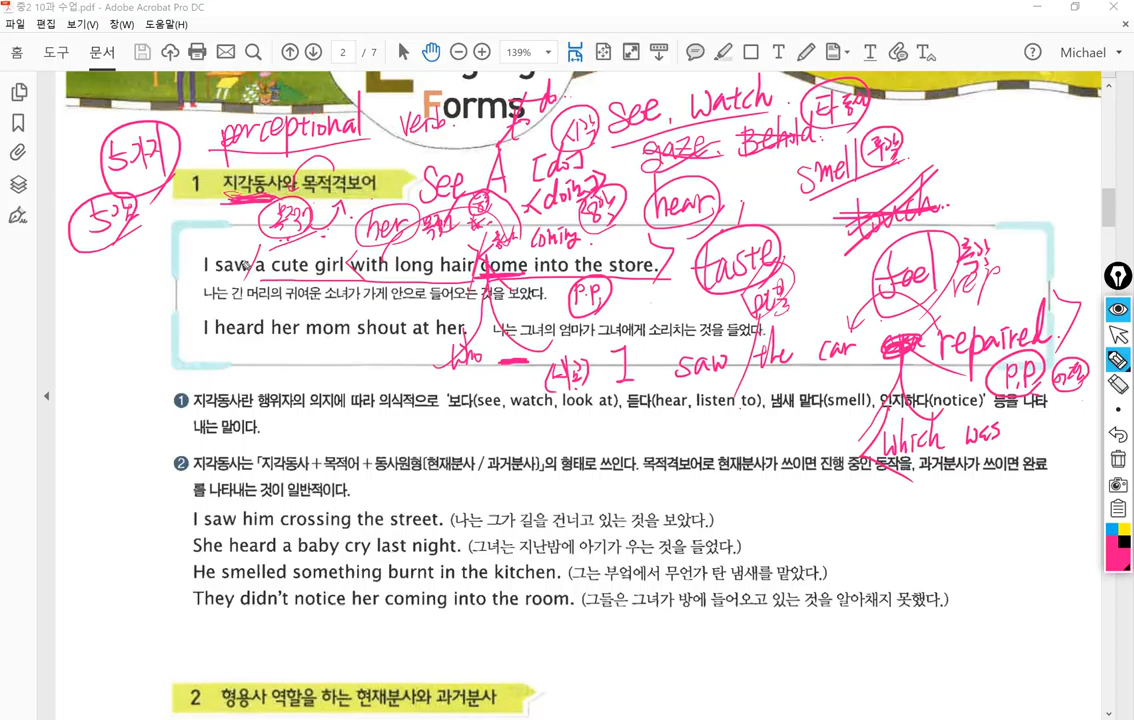 중2 10과 수업.pdf - Adobe Acrobat Pro DC
파일 편집 보기(V) 창(W) 도움말(H)
홈 도구 문서 2 / 7 139% Michael
Forms
perceptional verb.
see, watch
시각
타동
5가지
gaze. Behold.
smell 후각
1 지각동사와 목적격보어
See A
[do]
<doing>
청각
hear
touch
5감
목적어
her
coming
taste
feel
I saw a cute girl with long hair come into the store.
나는 긴 머리의 귀여운 소녀가 가게 안으로 들어오는 것을 보았다.
p.p.
I heard her mom shout at her. 나는 그녀의 엄마가 그녀에게 소리치는 것을 들었다.
who
I saw the car repaired.
p.p
which was
1 지각동사란 행위자의 의지에 따라 의식적으로 '보다(see, watch, look at), 듣다(hear, listen to), 냄새 맡다(smell), 인지하다(notice)' 등을 나타
내는 말이다.
2 지각동사는 「지각동사+목적어+동사원형(현재분사 / 과거분사)」의 형태로 쓰인다. 목적격보어로 현재분사가 쓰이면 진행 중인 동작을, 과거분사가 쓰이면 완료
를 나타내는 것이 일반적이다.
I saw him crossing the street. (나는 그가 길을 건너고 있는 것을 보았다.)
She heard a baby cry last night. (그녀는 지난밤에 아기가 우는 것을 들었다.)
He smelled something burnt in the kitchen. (그는 부엌에서 무언가 탄 냄새를 맡았다.)
They didn't notice her coming into the room. (그들은 그녀가 방에 들어오고 있는 것을 알아채지 못했다.)
2 형용사 역할을 하는 현재분사와 과거분사